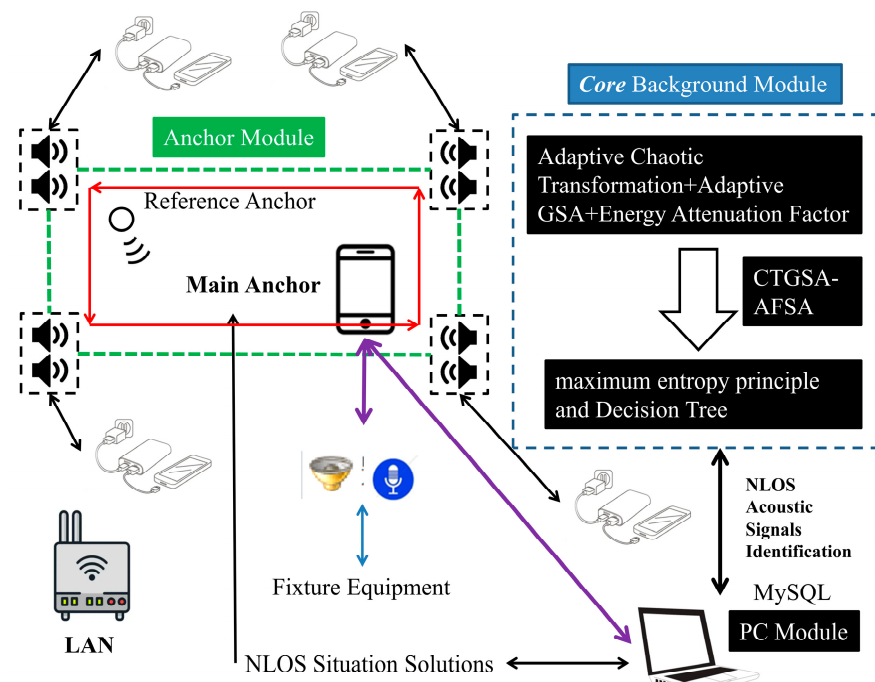 Core Background Module
Anchor Module
Adaptive Chaotic
Transformation+Adaptive
GSA+Energy Attenuation Factor
Reference Anchor
Main Anchor
CTGSA-
AFSA
maximum entropy principle
and Decision Tree
!
NLOS
Acoustic
Signals
Identification
Fixture Equipment
MySQL
PC Module
LAN
NLOS Situation Solutions